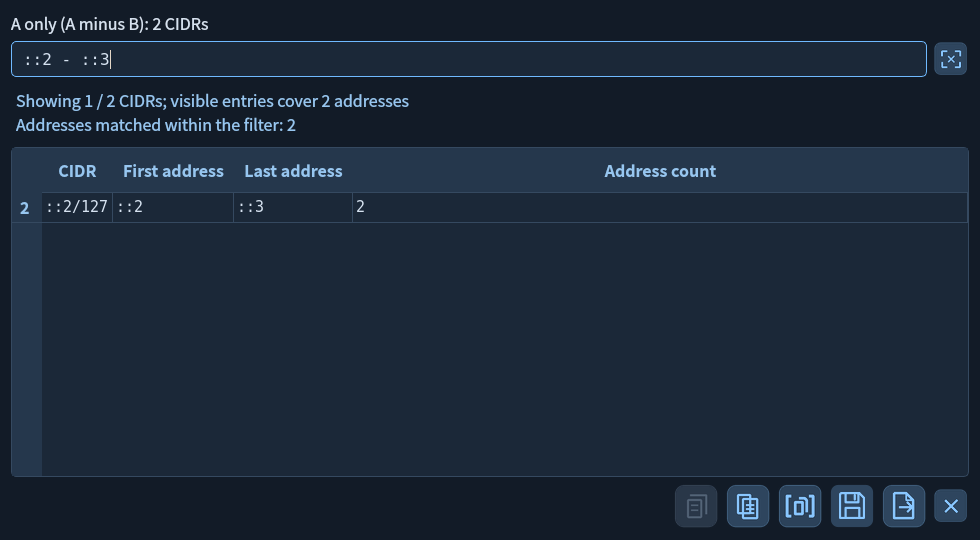 A only (A minus B): 2 CIDRs
::2 - ::3
Showing 1 / 2 CIDRs; visible entries cover 2 addresses
Addresses matched within the filter: 2
CIDR First address Last address Address count
2 ::2/127 ::2 ::3 2